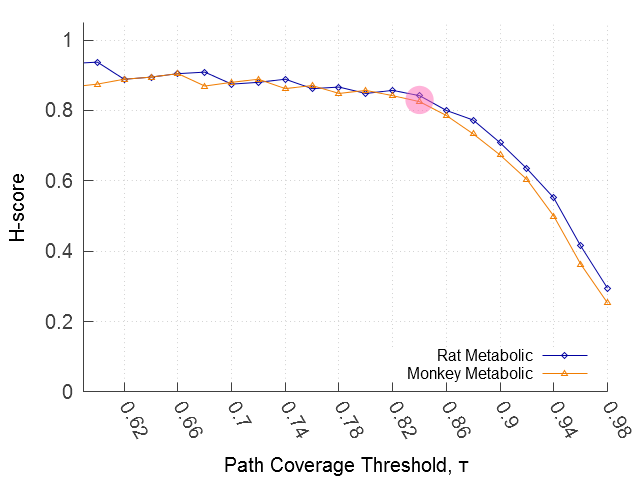 1
0.8
0.6
0.4
0.2
0
H-score
Rat Metabolic
Monkey Metabolic
0.62 0.66 0.7 0.74 0.78 0.82 0.86 0.9 0.94 0.98
Path Coverage Threshold, τ